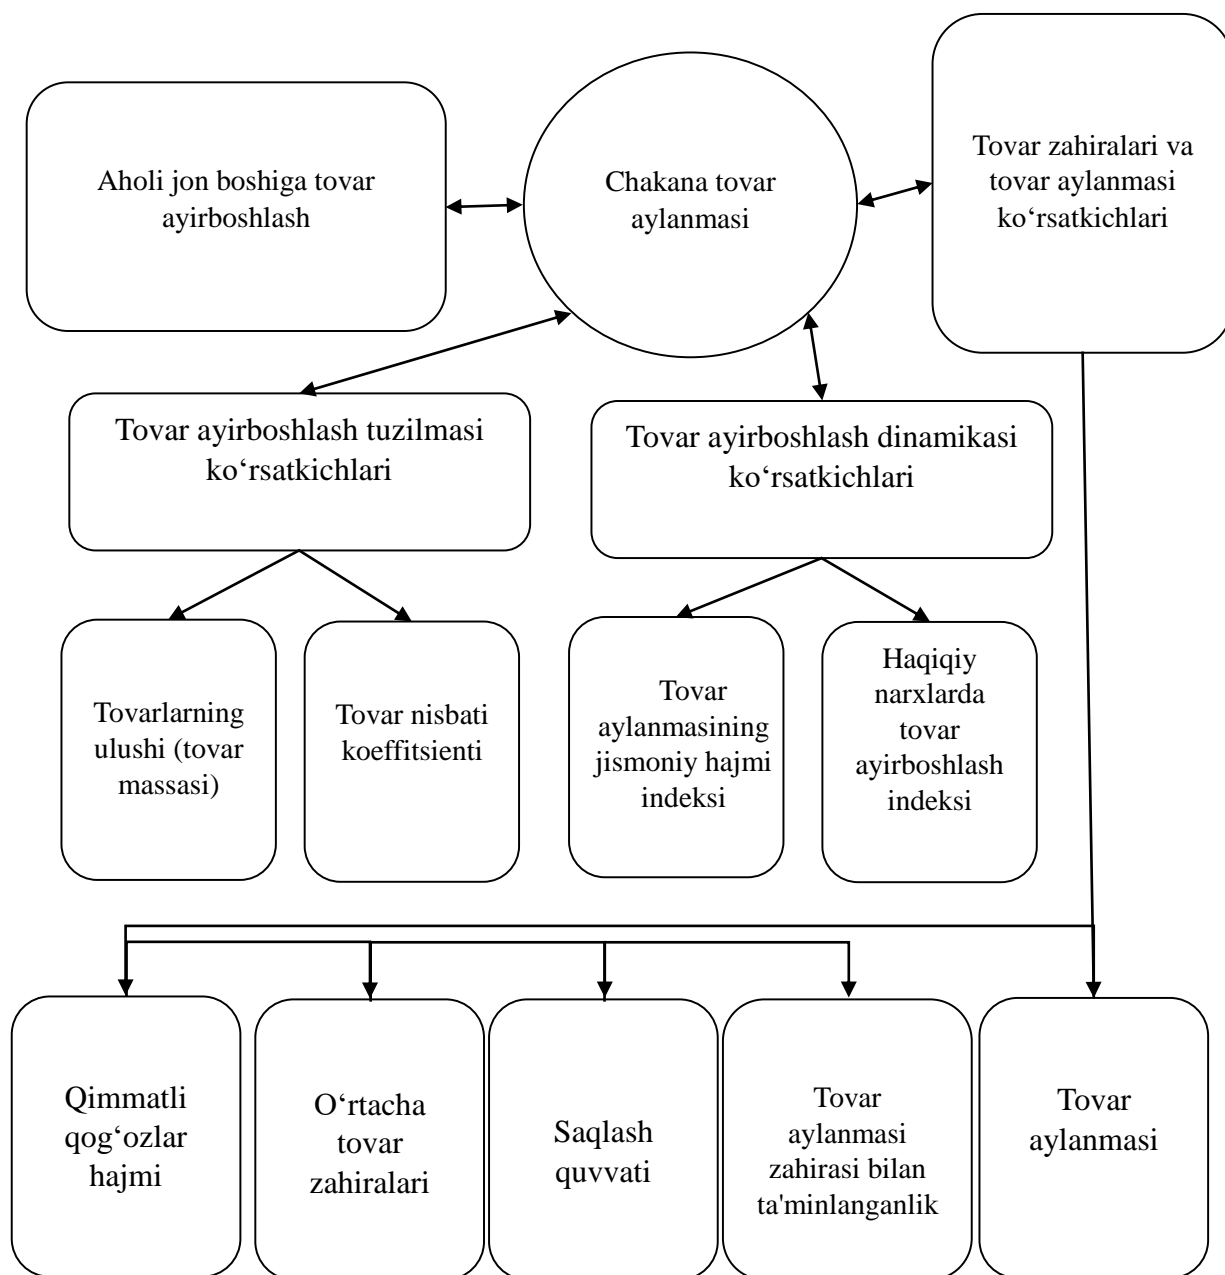 Aholi jon boshiga tovar
ayirboshlash
Chakana tovar
aylanmasi
Tovar zahiralari va
tovar aylanmasi
ko‘rsatkichlari
Tovar ayirboshlash tuzilmasi
ko‘rsatkichlari
Tovar ayirboshlash dinamikasi
ko‘rsatkichlari
Tovarlarning
ulushi (tovar
massasi)
Tovar nisbati
koeffitsienti
Tovar
aylanmasining
jismoniy hajmi
indeksi
Haqiqiy
narxlarda
tovar
ayirboshlash
indeksi
Qimmatli
qog‘ozlar
hajmi
O‘rtacha
tovar
zahiralari
Saqlash
quvvati
Tovar
aylanmasi
zahirasi bilan
ta'minlanganlik
Tovar
aylanmasi